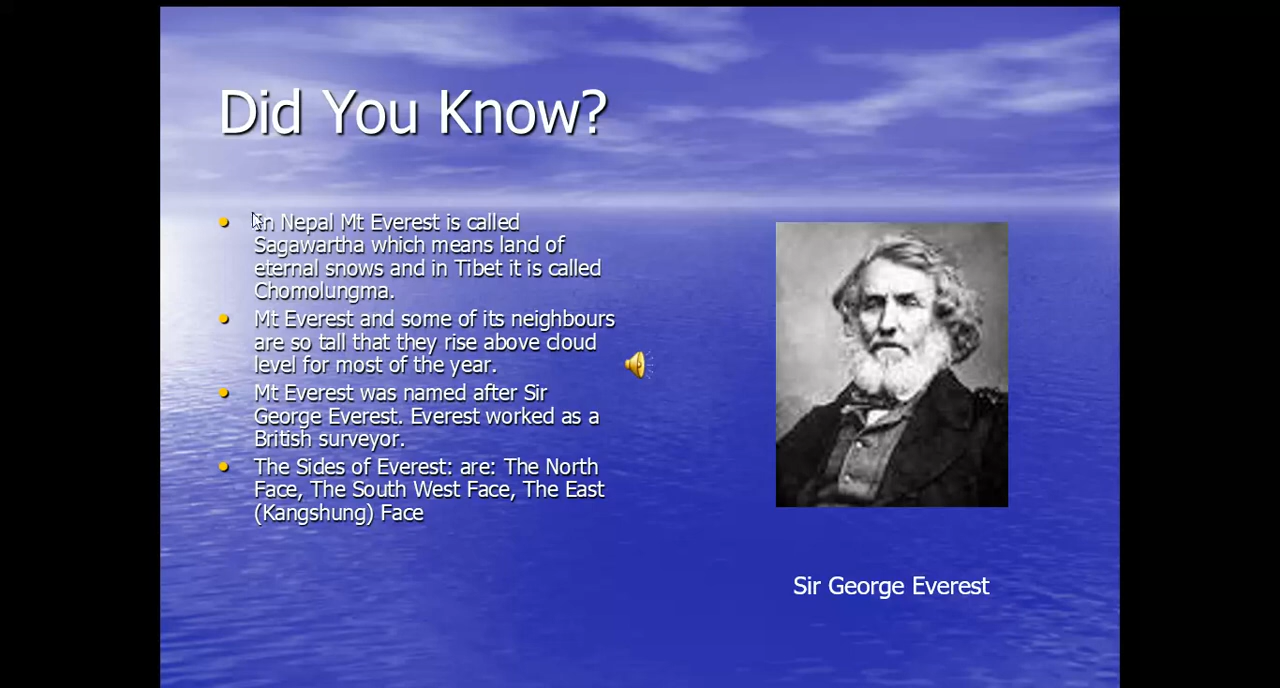 Did You Know?
In Nepal Mt Everest is called
Sagawartha which means land of
eternal snows and in Tibet it is called
Chomolungma.
Mt Everest and some of its neighbours
are so tall that they rise above cloud
level for most of the year.
Mt Everest was named after Sir
George Everest. Everest worked as a
British surveyor.
The Sides of Everest: are: The North
Face, The South West Face, The East
(Kangshung) Face
Sir George Everest